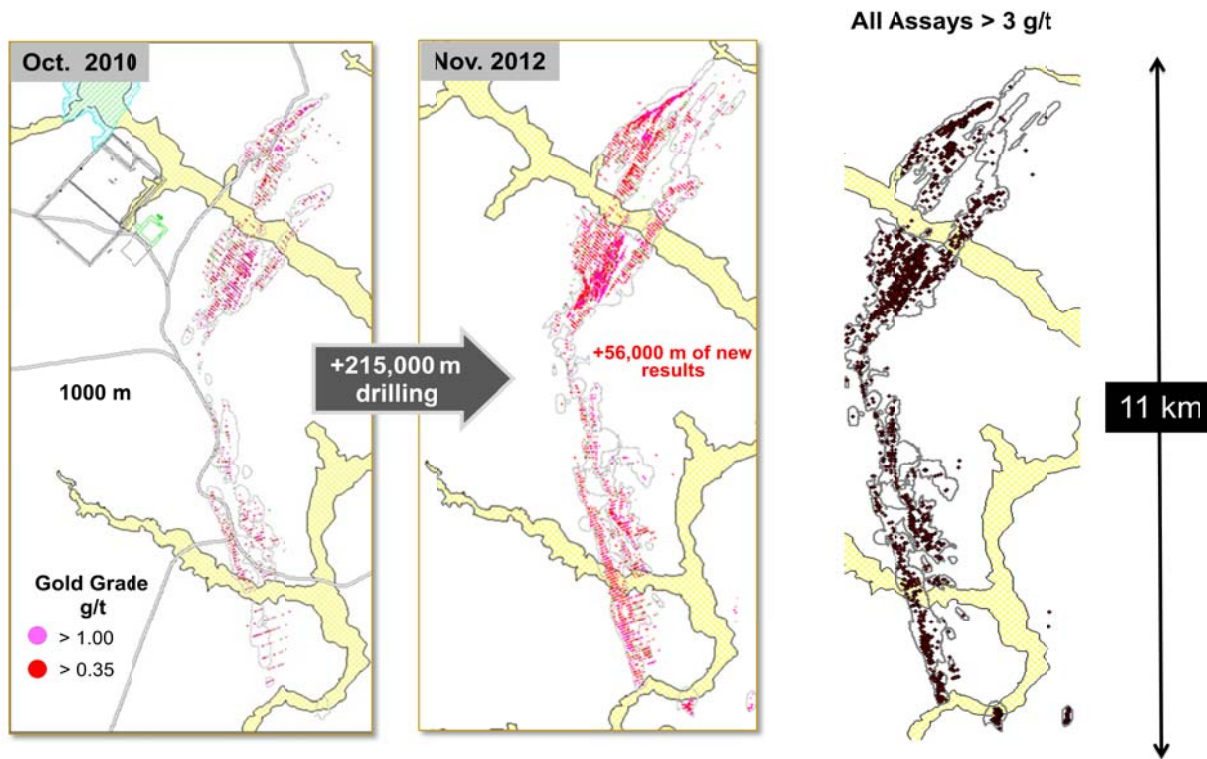 All Assays > 3 g/t
Oct. 2010
Nov. 2012
+215,000 m
drilling
+56,000 m of new
results
1000 m
11 km
Gold Grade
g/t
> 1.00
> 0.35